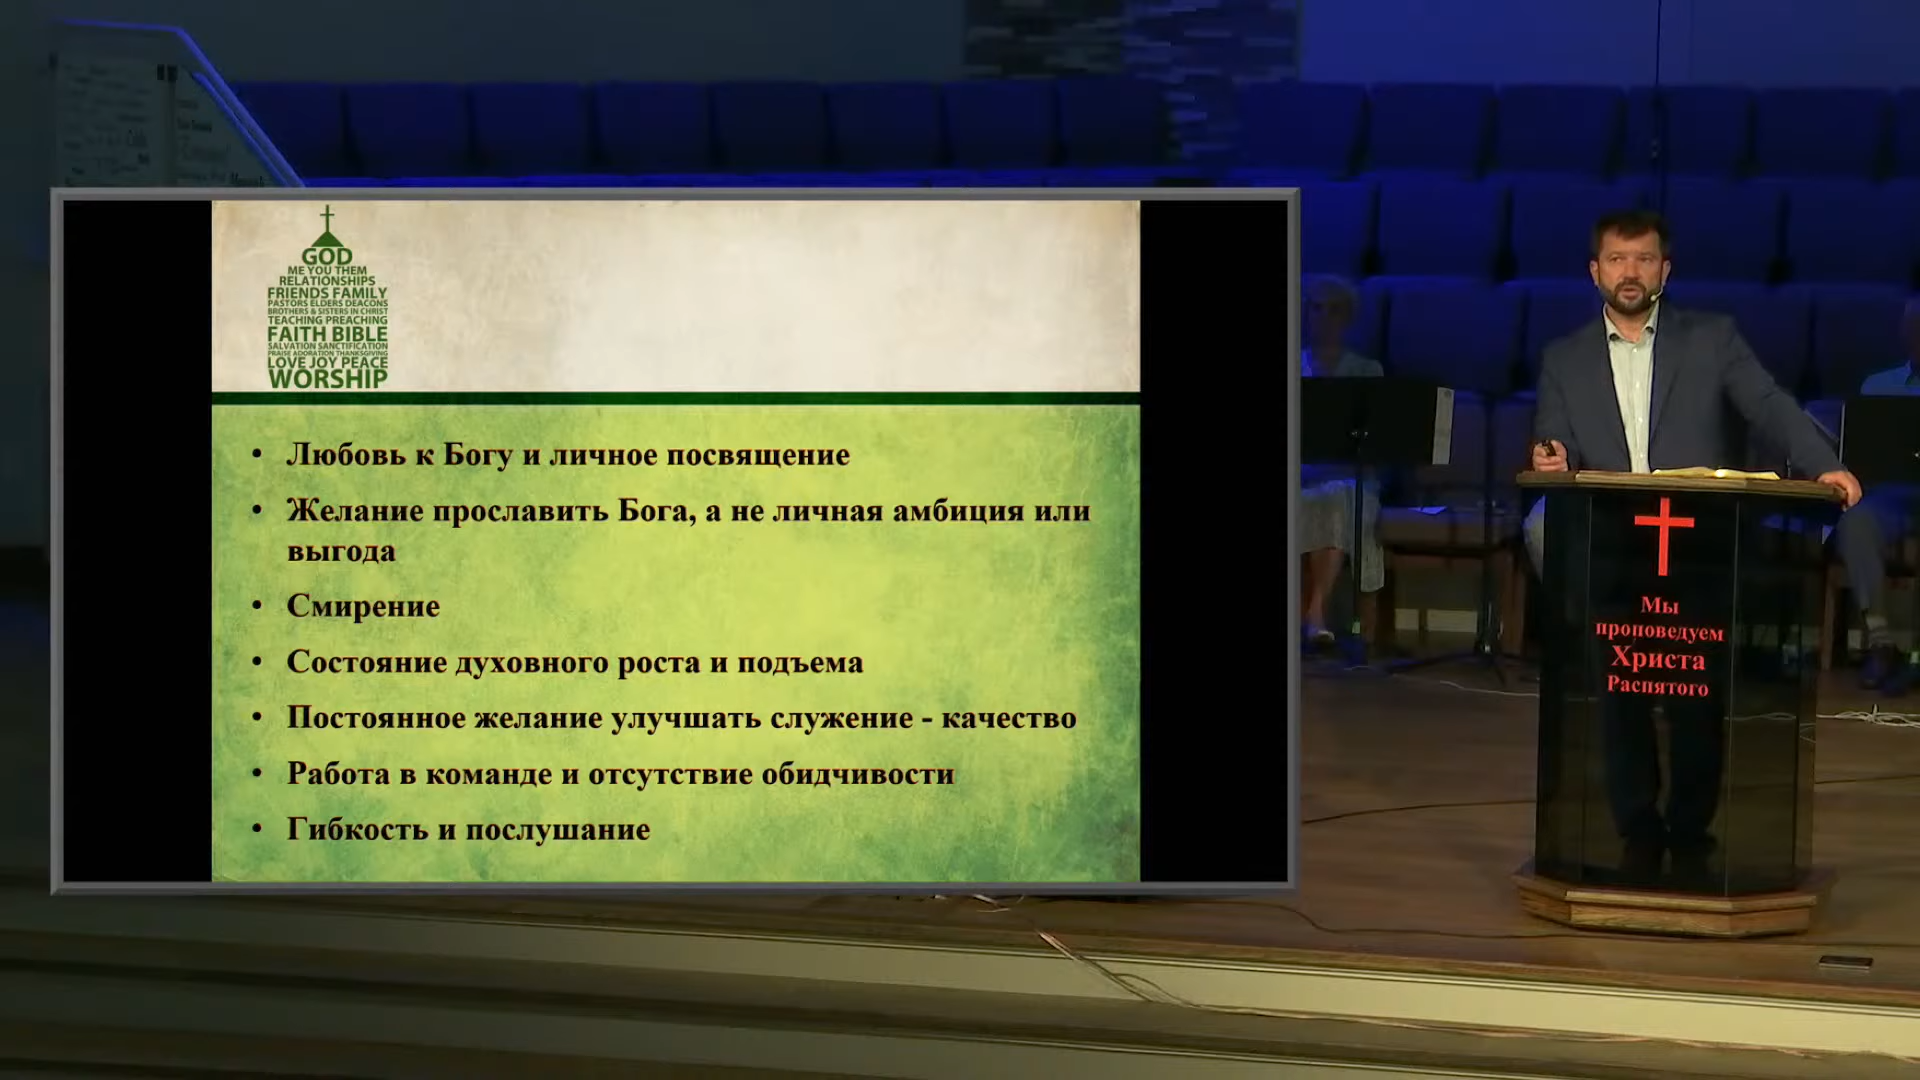 GOD
ME YOU THEM
RELATIONSHIPS
FRIENDS FAMILY
PASTORS ELDERS DEACONS
BROTHERS & SISTERS IN CHRIST
TEACHING PREACHING
FAITH BIBLE
SALVATION SANCTIFICATION
PRAISE ADORATION THANKSGIVING
LOVE JOY PEACE
WORSHIP
• Любовь к Богу и личное посвящение
• Желание прославить Бога, а не личная амбиция или
выгода
• Смирение
• Состояние духовного роста и подъема
• Постоянное желание улучшать служение - качество
• Работа в команде и отсутствие обидчивости
• Гибкость и послушание
Мы
проповедуем
Христа
Распятого